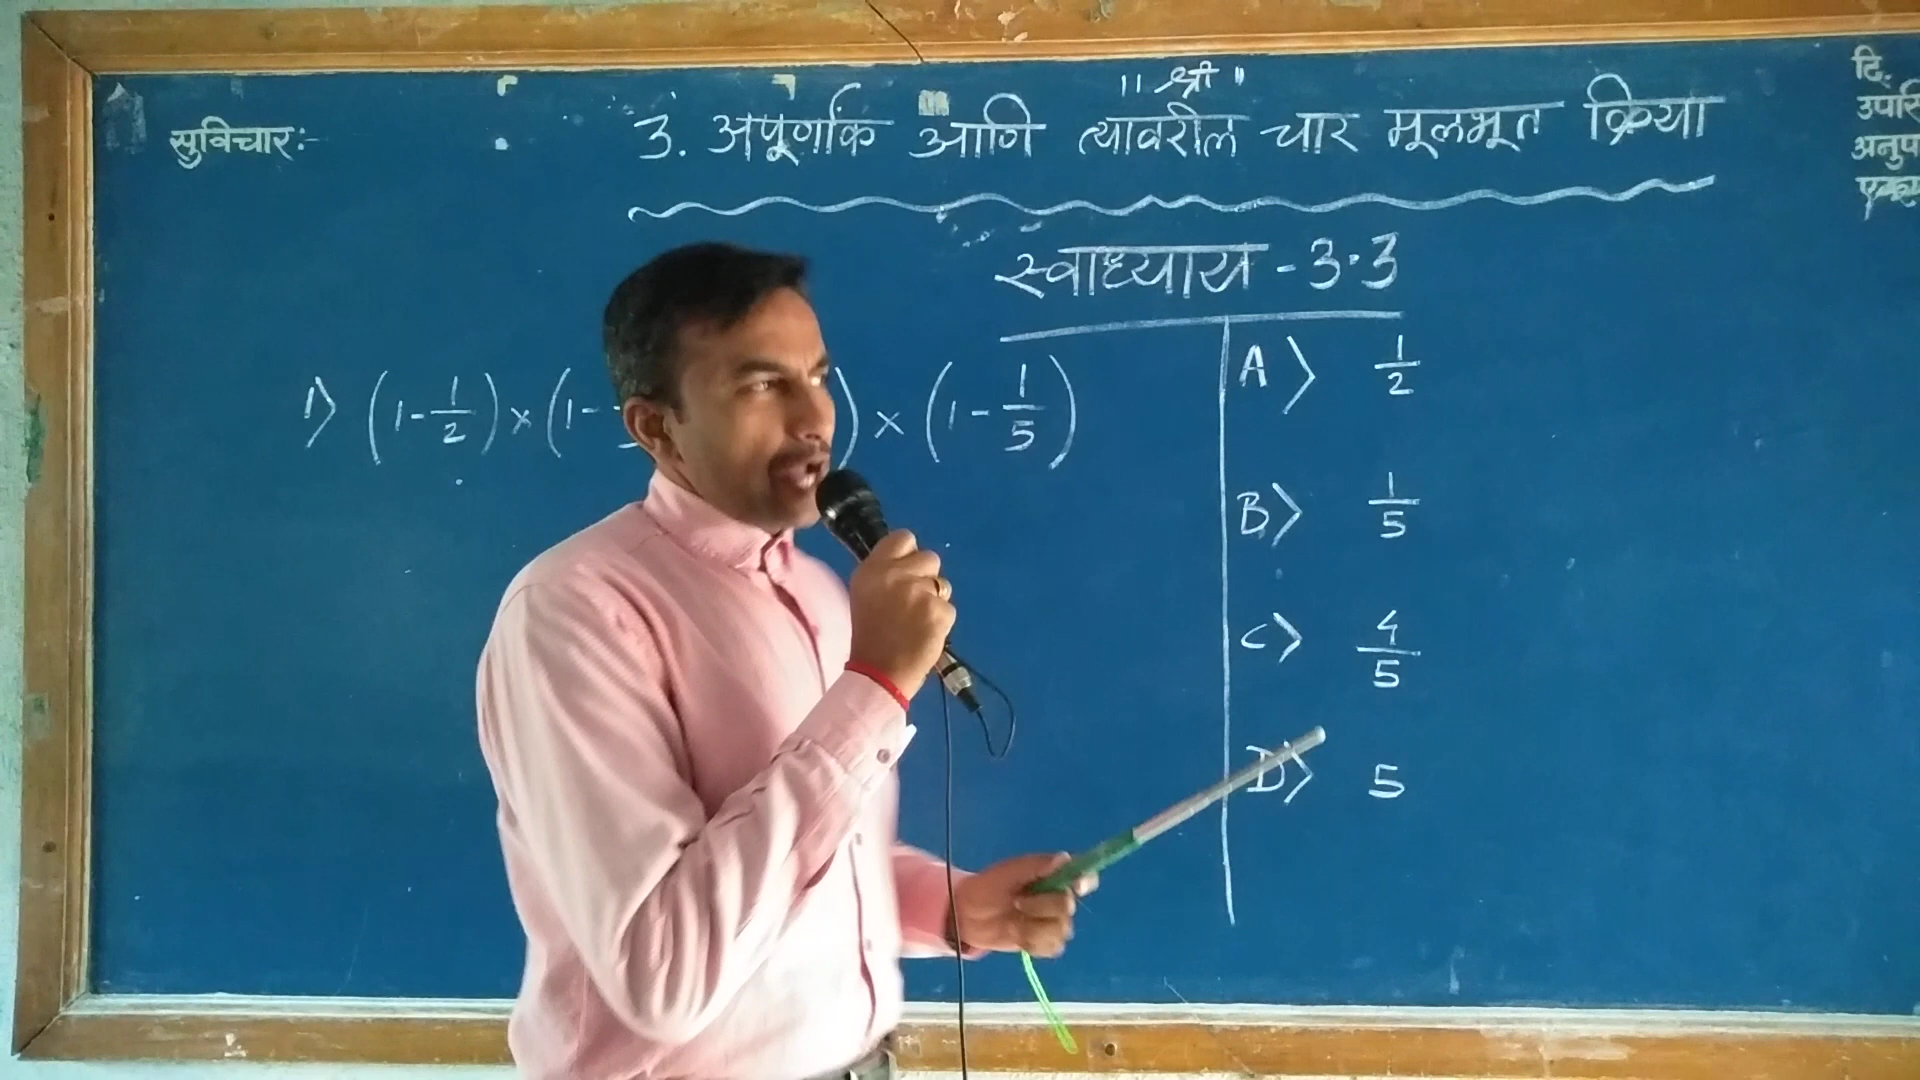 ॥ श्री ॥
सुविचार:-
3. अपूर्णांक आणि त्यावरील चार मूलभूत क्रिया
दि.
स्वाध्याय - 3.3
1) (1-1/2) × (1- ) × (1-1/5)
A) 1/2
B) 1/5
C) 4/5
D) 5